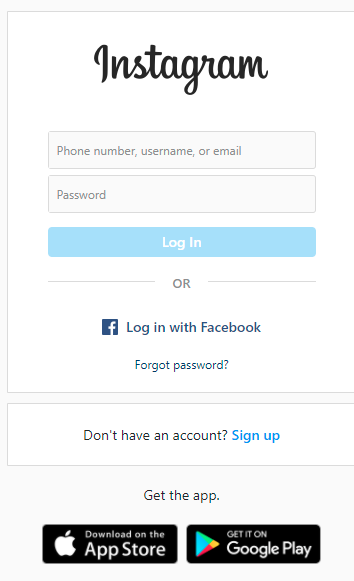 Instagram
Phone number, username, or email
Password
Log In
OR
Log in with Facebook
Forgot password?
Don't have an account? Sign up
Get the app.
Download on the
App Store
GET IT ON
Google Play